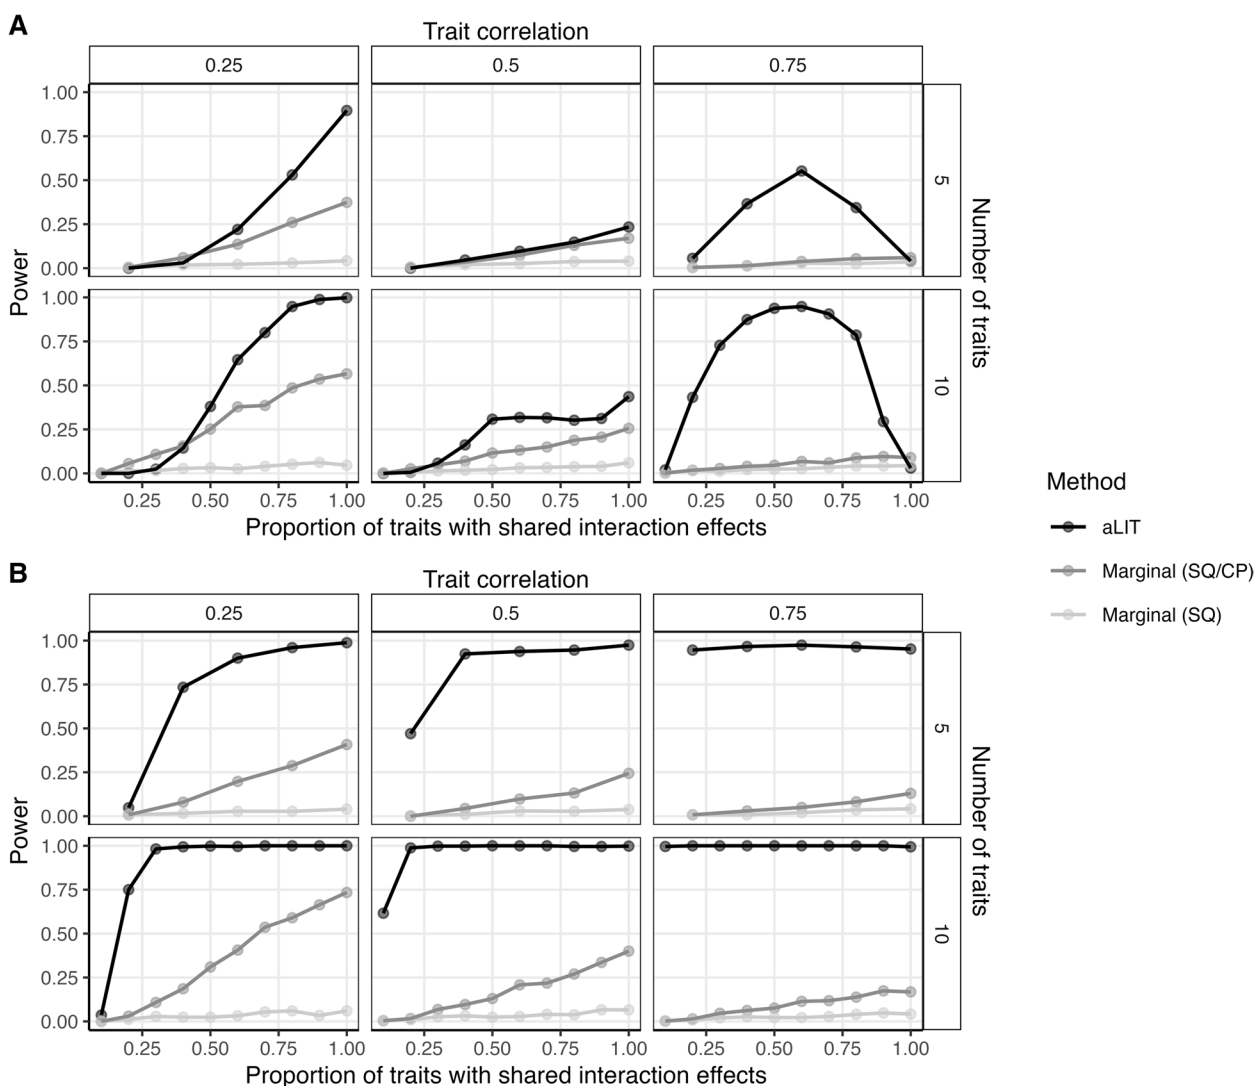 A
Trait correlation
0.25 0.5 0.75
1.00
0.75
0.50
0.25
0.00
5
1.00
0.75
0.50
0.25
0.00
10
Power
Number of traits
0.25 0.50 0.75 1.00 0.25 0.50 0.75 1.00 0.25 0.50 0.75 1.00
Proportion of traits with shared interaction effects
Method
aLIT
Marginal (SQ/CP)
Marginal (SQ)
B
Trait correlation
0.25 0.5 0.75
1.00
0.75
0.50
0.25
0.00
5
1.00
0.75
0.50
0.25
0.00
10
Power
Number of traits
0.25 0.50 0.75 1.00 0.25 0.50 0.75 1.00 0.25 0.50 0.75 1.00
Proportion of traits with shared interaction effects